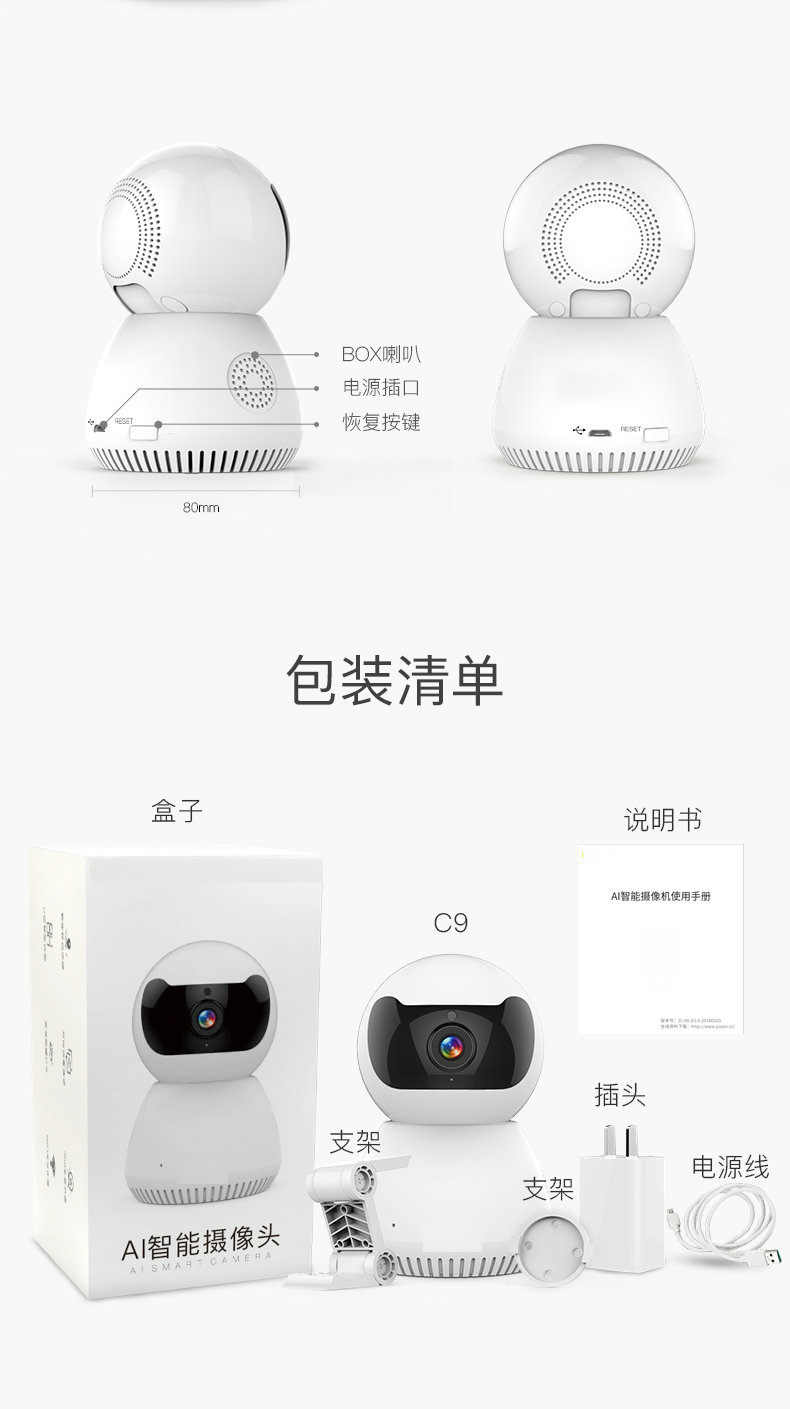 BOX喇叭
电源插口
恢复按键
RESET
RESET
80mm
包装清单
盒子
说明书
AI智能摄像机使用手册
C9
插头
支架
电源线
支架
AI智能摄像头
AI SMART CAMERA